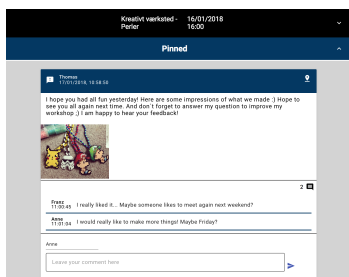 Kreativt værksted - 16/01/2018
Perler 16:00
Pinned
Thomas
17/01/2018, 10:58:50
I hope you had all fun yesterday! Here are some impressions of what we made :) Hope to
see you all again next time. And don´t forget to answer my question to improve my
workshop ;) I am happy to hear your feedback!
2
Franz
11:00:45 I really liked it... Maybe someone likes to meet again next weekend?
Anne
11:01:04 I would really like to make more things! Maybe Friday?
Anne
Leave your comment here